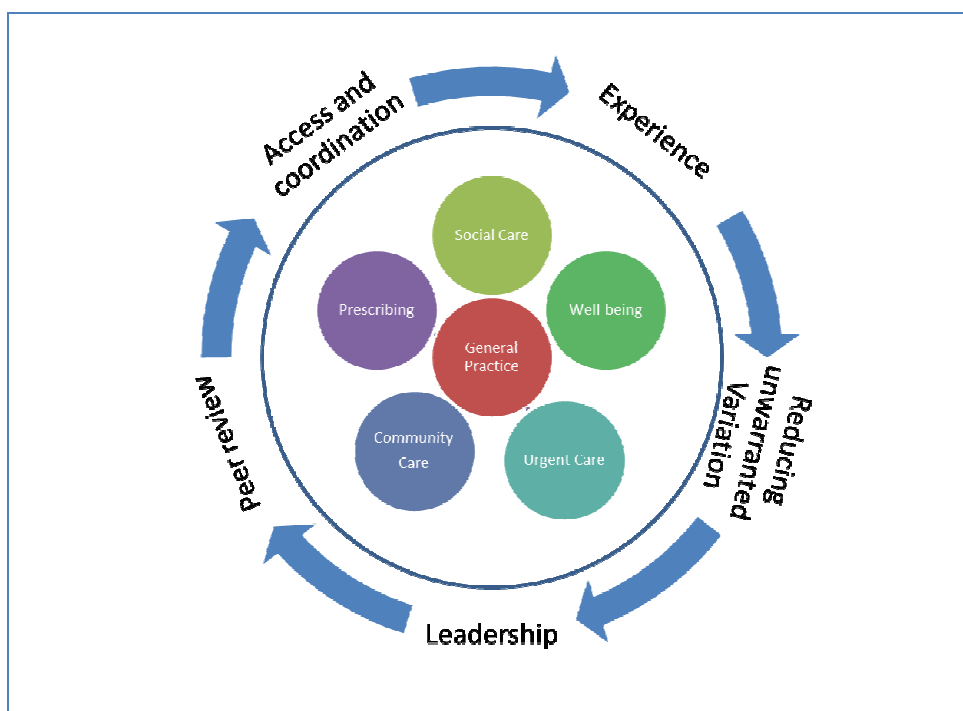 Access and
coordination
Experience
Social Care
Prescribing
Well being
General
Practice
Community
Care
Urgent Care
Reducing
unwarranted
Variation
Peer review
Leadership